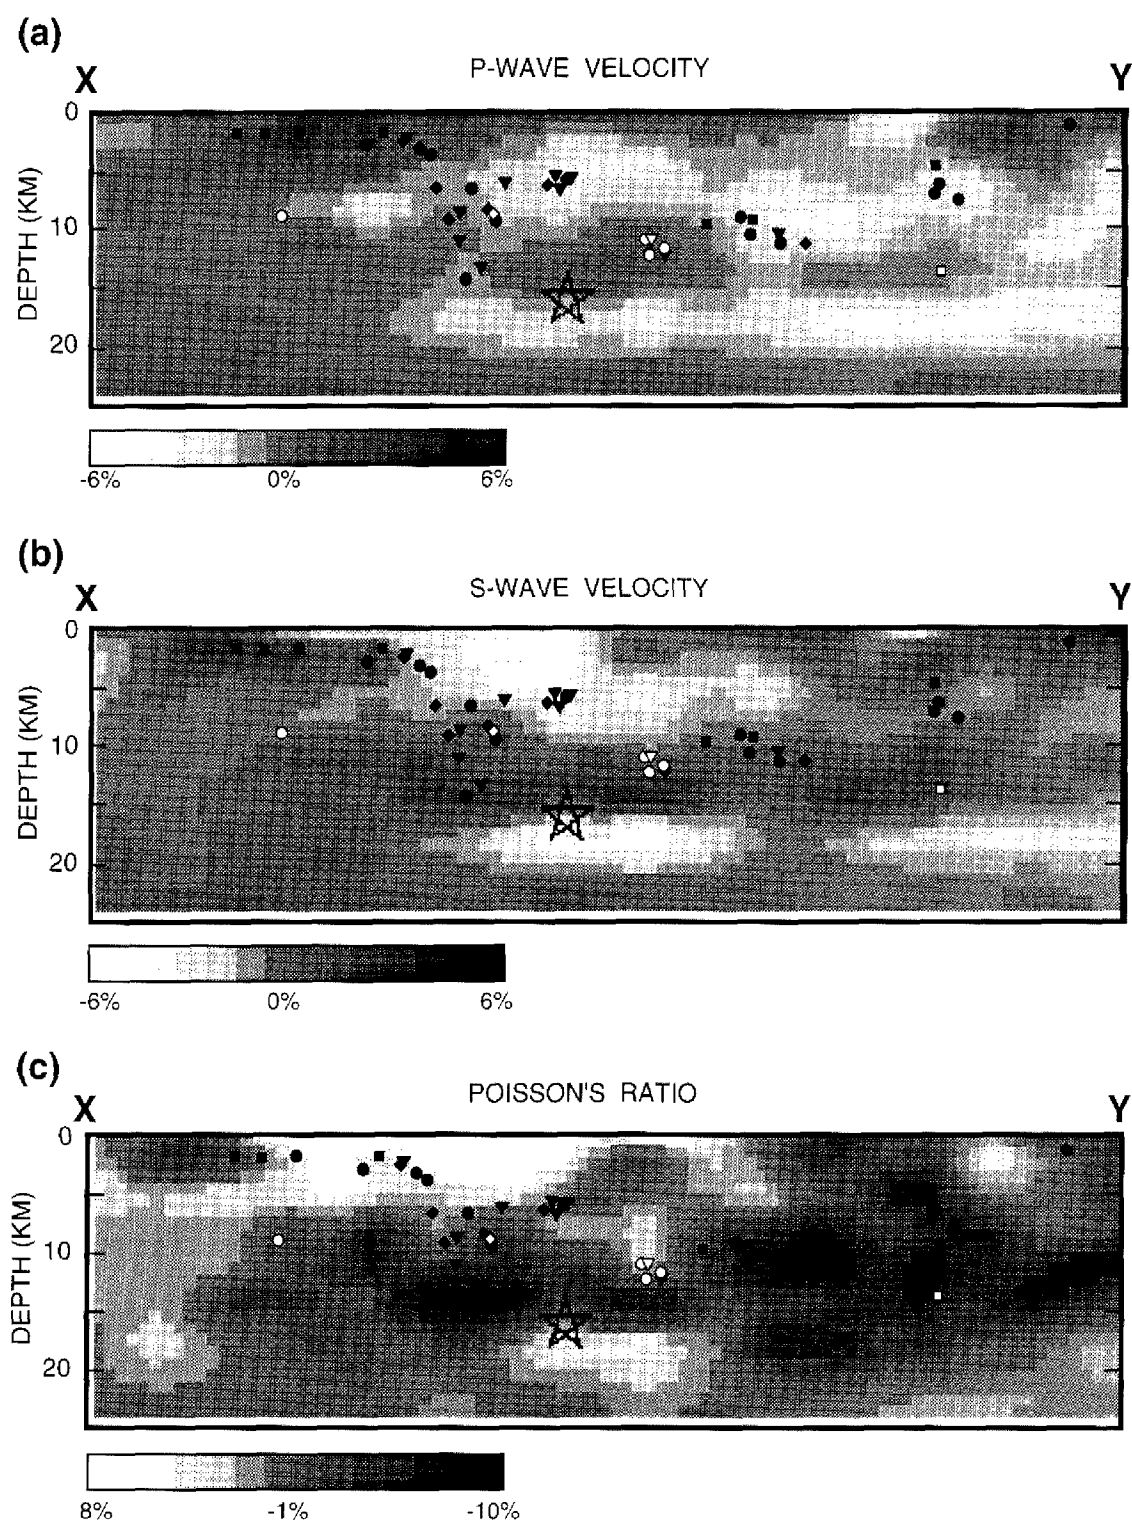 (a)
P-WAVE VELOCITY
X Y
0
10
20
DEPTH (KM)
-6% 0% 6%
(b)
S-WAVE VELOCITY
X Y
0
10
20
DEPTH (KM)
-6% 0% 6%
(c)
POISSON'S RATIO
X Y
0
10
20
DEPTH (KM)
8% -1% -10%